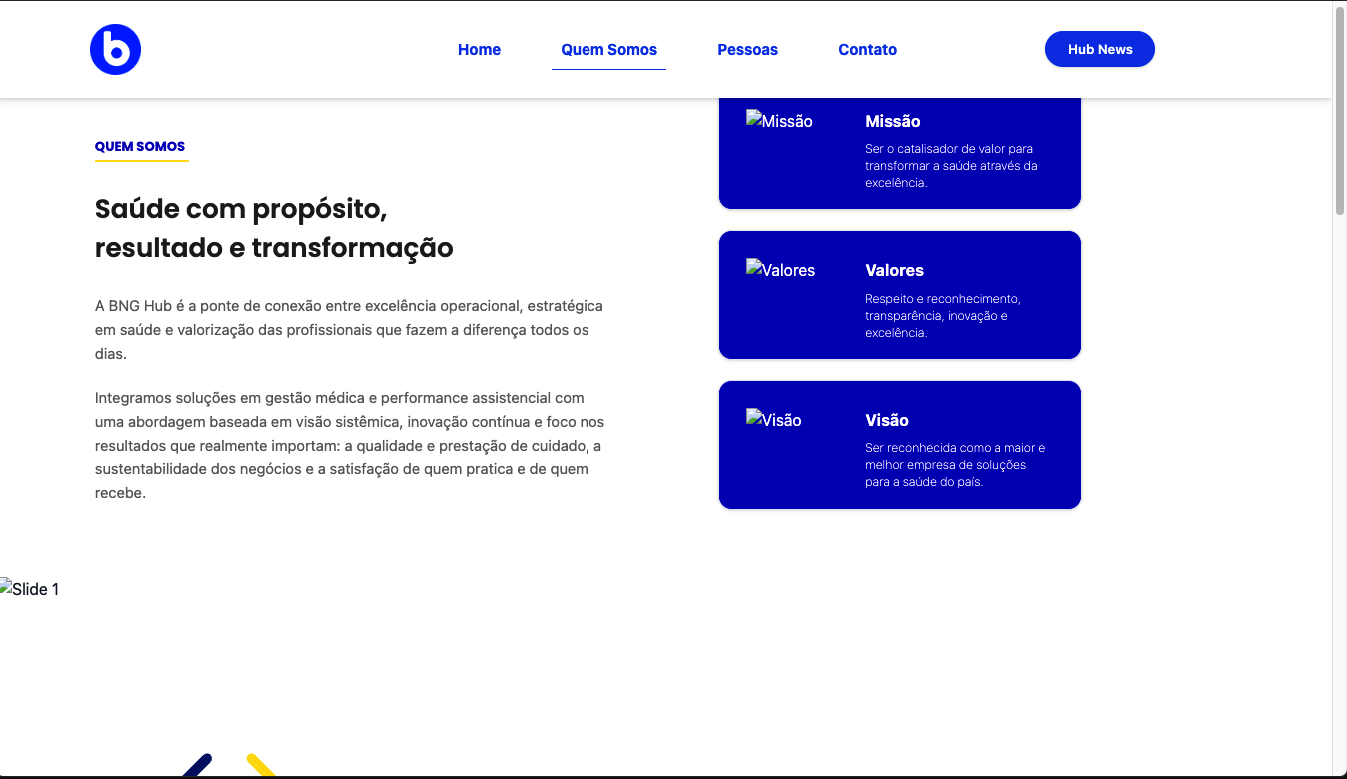 b
Home
Quem Somos
Pessoas
Contato
Hub News
QUEM SOMOS
Saúde com propósito,
resultado e transformação
A BNG Hub é a ponte de conexão entre excelência operacional, estratégica
em saúde e valorização das profissionais que fazem a diferença todos os
dias.
Integramos soluções em gestão médica e performance assistencial com
uma abordagem baseada em visão sistêmica, inovação contínua e foco nos
resultados que realmente importam: a qualidade e prestação de cuidado, a
sustentabilidade dos negócios e a satisfação de quem pratica e de quem
recebe.
Missão
Missão
Ser o catalisador de valor para
transformar a saúde através da
excelência.
Valores
Valores
Respeito e reconhecimento,
transparência, inovação e
excelência.
Visão
Visão
Ser reconhecida como a maior e
melhor empresa de soluções
para a saúde do país.
Slide 1